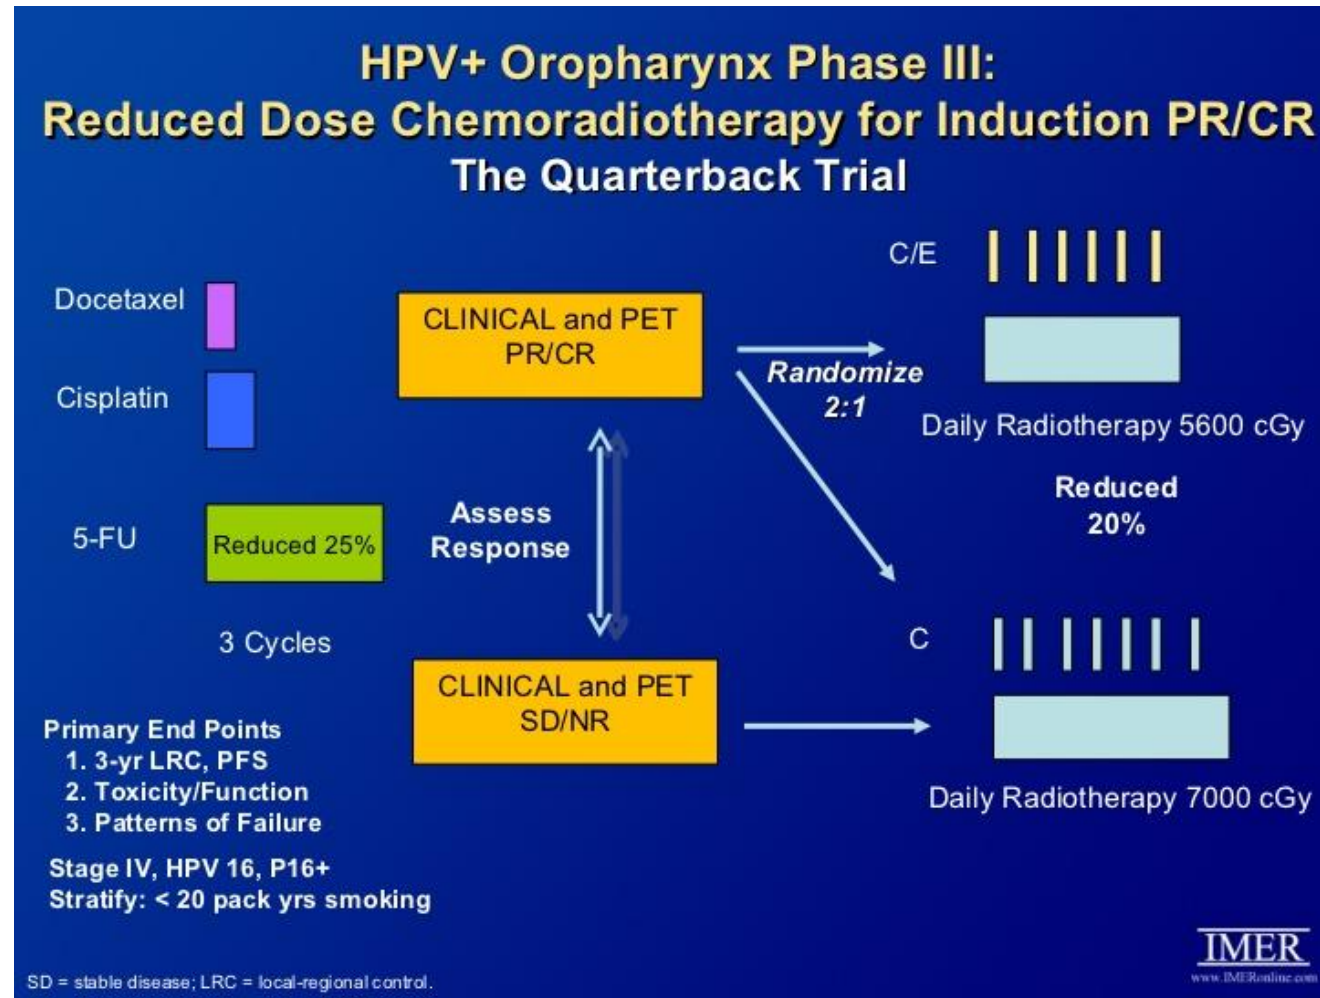 HPV+ Oropharynx Phase III:
Reduced Dose Chemoradiotherapy for Induction PR/CR
The Quarterback Trial
Docetaxel
Cisplatin
5-FU
Reduced 25%
3 Cycles
CLINICAL and PET
PR/CR
Assess
Response
CLINICAL and PET
SD/NR
Randomize
2:1
C/E
Daily Radiotherapy 5600 cGy
Reduced
20%
C
Daily Radiotherapy 7000 cGy
Primary End Points
1. 3-yr LRC, PFS
2. Toxicity/Function
3. Patterns of Failure
Stage IV, HPV 16, P16+
Stratify: < 20 pack yrs smoking
SD = stable disease; LRC = local-regional control.
IMER
www.IMERonline.com